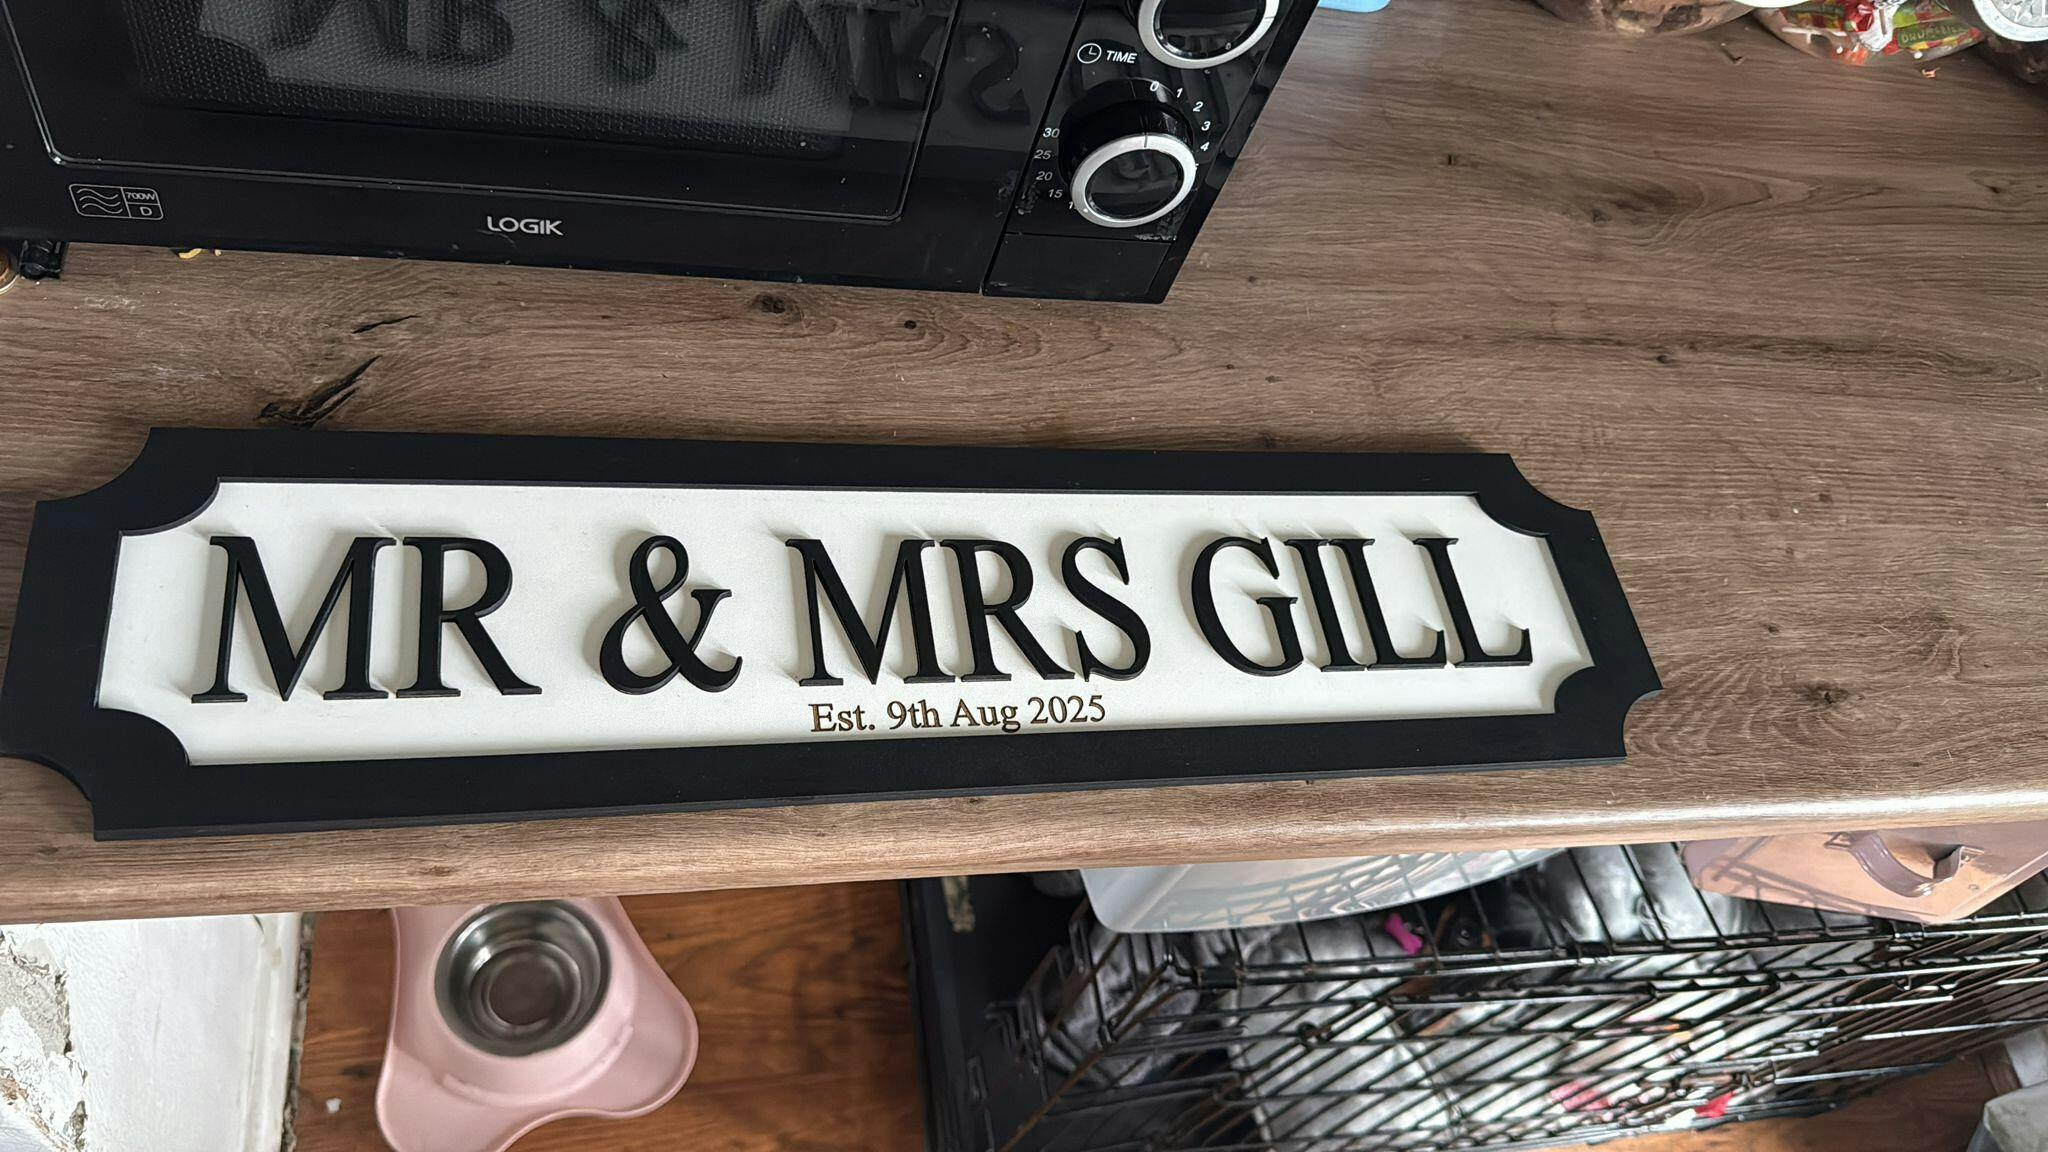 TIME
0
1
2
3
4
30
25
20
15
700W
D
LOGIK
MR & MRS GILL
Est. 9th Aug 2025